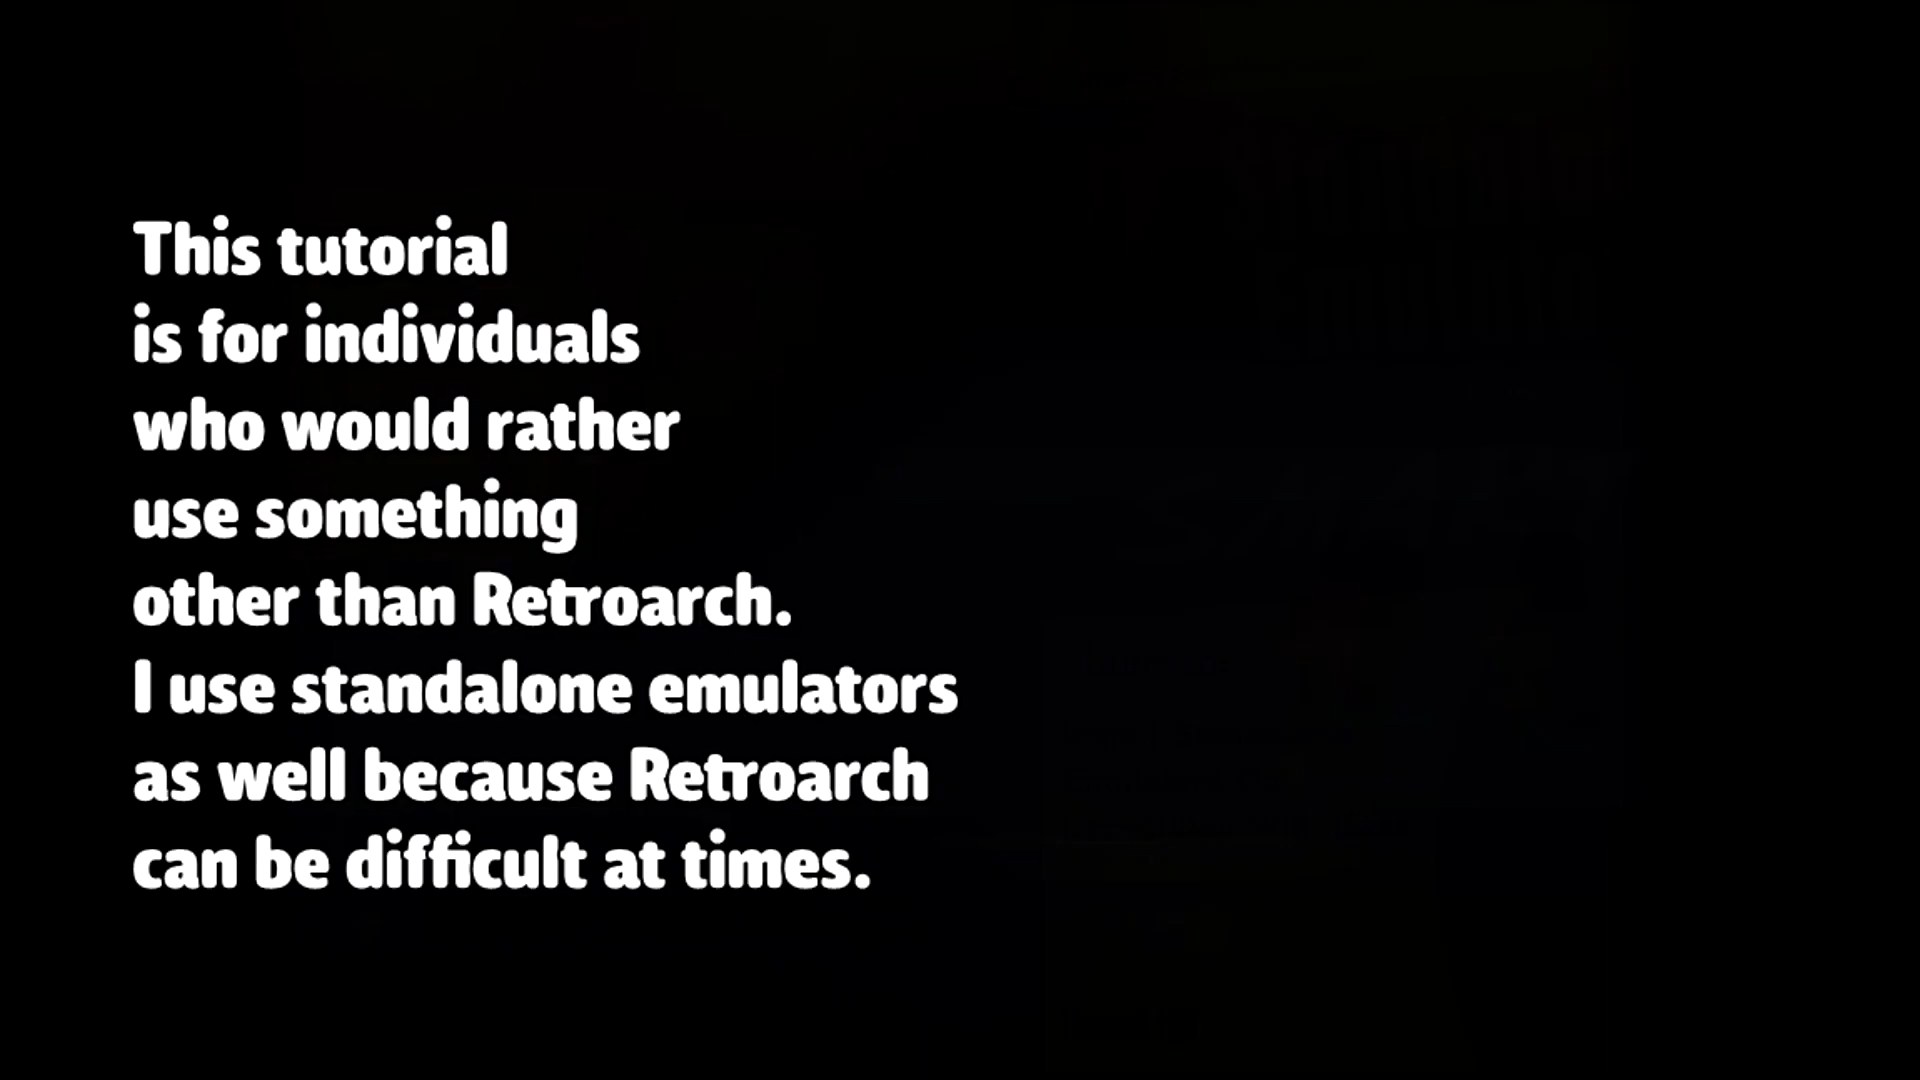 This tutorial
is for individuals
who would rather
use something
other than Retroarch.
I use standalone emulators
as well because Retroarch
can be difficult at times.